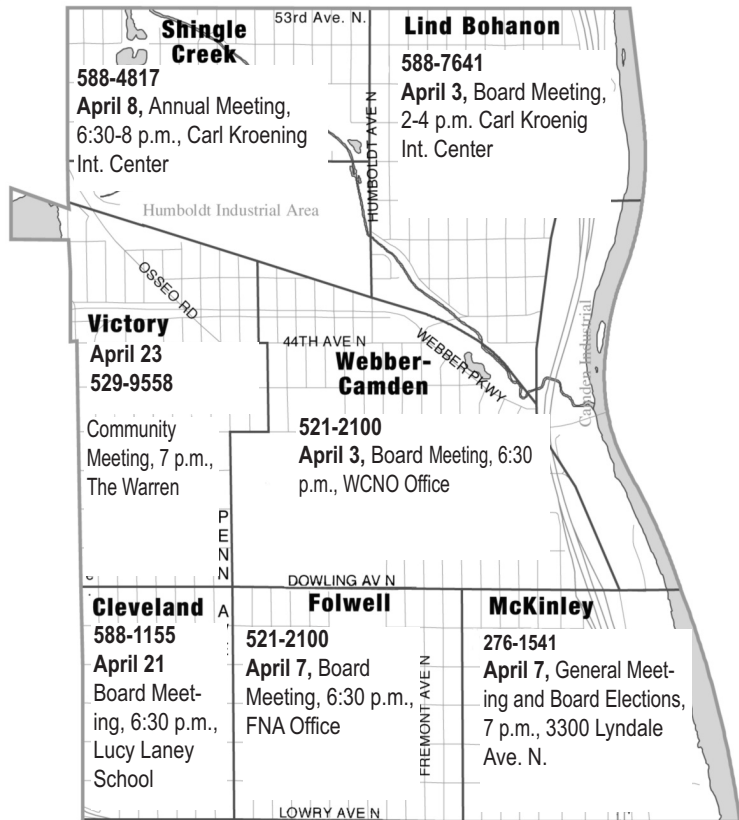 53rd Ave. N.
Shingle
Creek
588-4817
April 8, Annual Meeting,
6:30-8 p.m., Carl Kroening
Int. Center
Lind Bohanon
588-7641
April 3, Board Meeting,
2-4 p.m. Carl Kroenig
Int. Center
HUMBOLDT AVE N
Humboldt Industrial Area
OSSEO RD
Victory
April 23
529-9558
Community
Meeting, 7 p.m.,
The Warren
44TH AVE N
WEBBER PKWY
Camden Industrial
Webber-
Camden
521-2100
April 3, Board Meeting, 6:30
p.m., WCNO Office
PENN A
DOWLING AV N
Cleveland
588-1155
April 21
Board Meet-
ing, 6:30 p.m.,
Lucy Laney
School
Folwell
521-2100
April 7, Board
Meeting, 6:30 p.m.,
FNA Office
FREMONT AVE N
McKinley
276-1541
April 7, General Meet-
ing and Board Elections,
7 p.m., 3300 Lyndale
Ave. N.
LOWRY AVE N